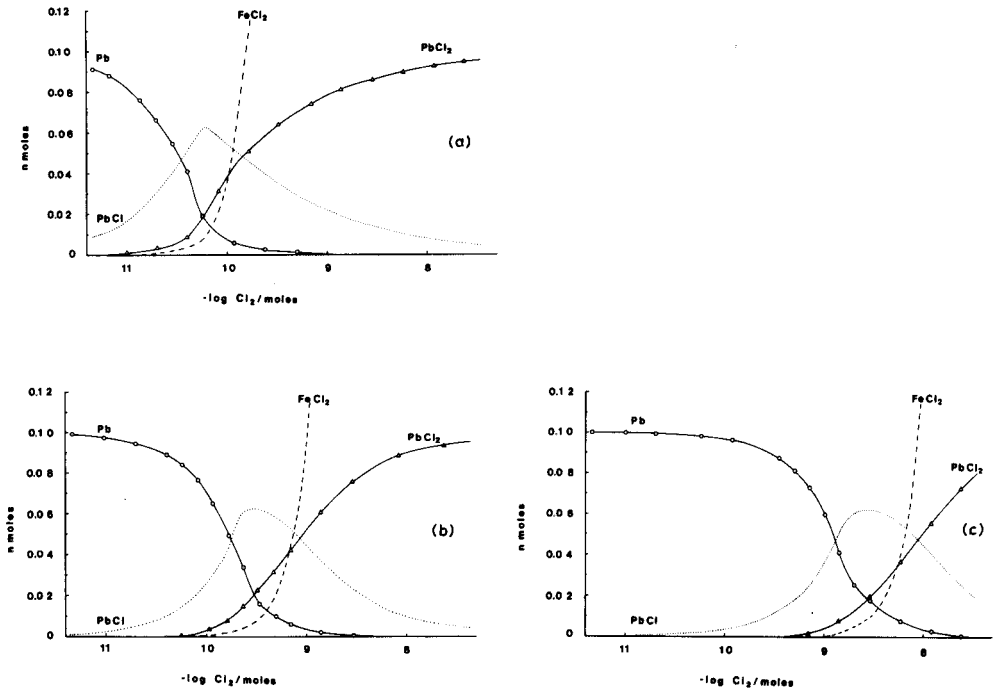 FeCl₂
0.12
0.10
Pb
PbCl₂
0.08
(a)
0.06
0.04
0.02
PbCl
0
n moles
11 10 9 8
-log Cl₂/moles
0.12
FeCl₂
0.10
Pb
PbCl₂
0.08
0.06
(b)
0.04
0.02
PbCl
0
n moles
11 10 9 8
-log Cl₂/moles
0.12
FeCl₂
0.10
Pb
0.08
PbCl₂
0.06
(c)
0.04
0.02
PbCl
0
n moles
11 9 8
-log Cl₂/moles